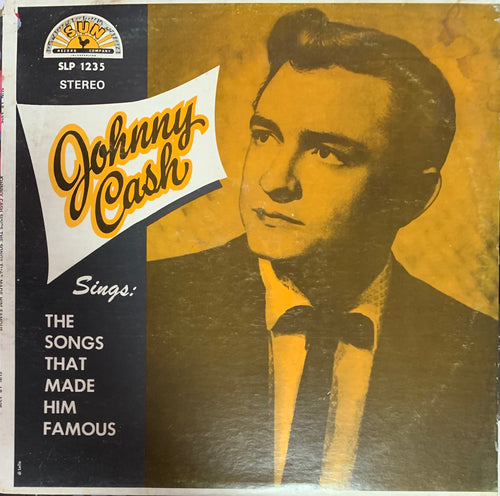 SUN
RECORD COMPANY
SLP 1235
STEREO
Johnny
Cash
Sings:
THE
SONGS
THAT
MADE
HIM
FAMOUS